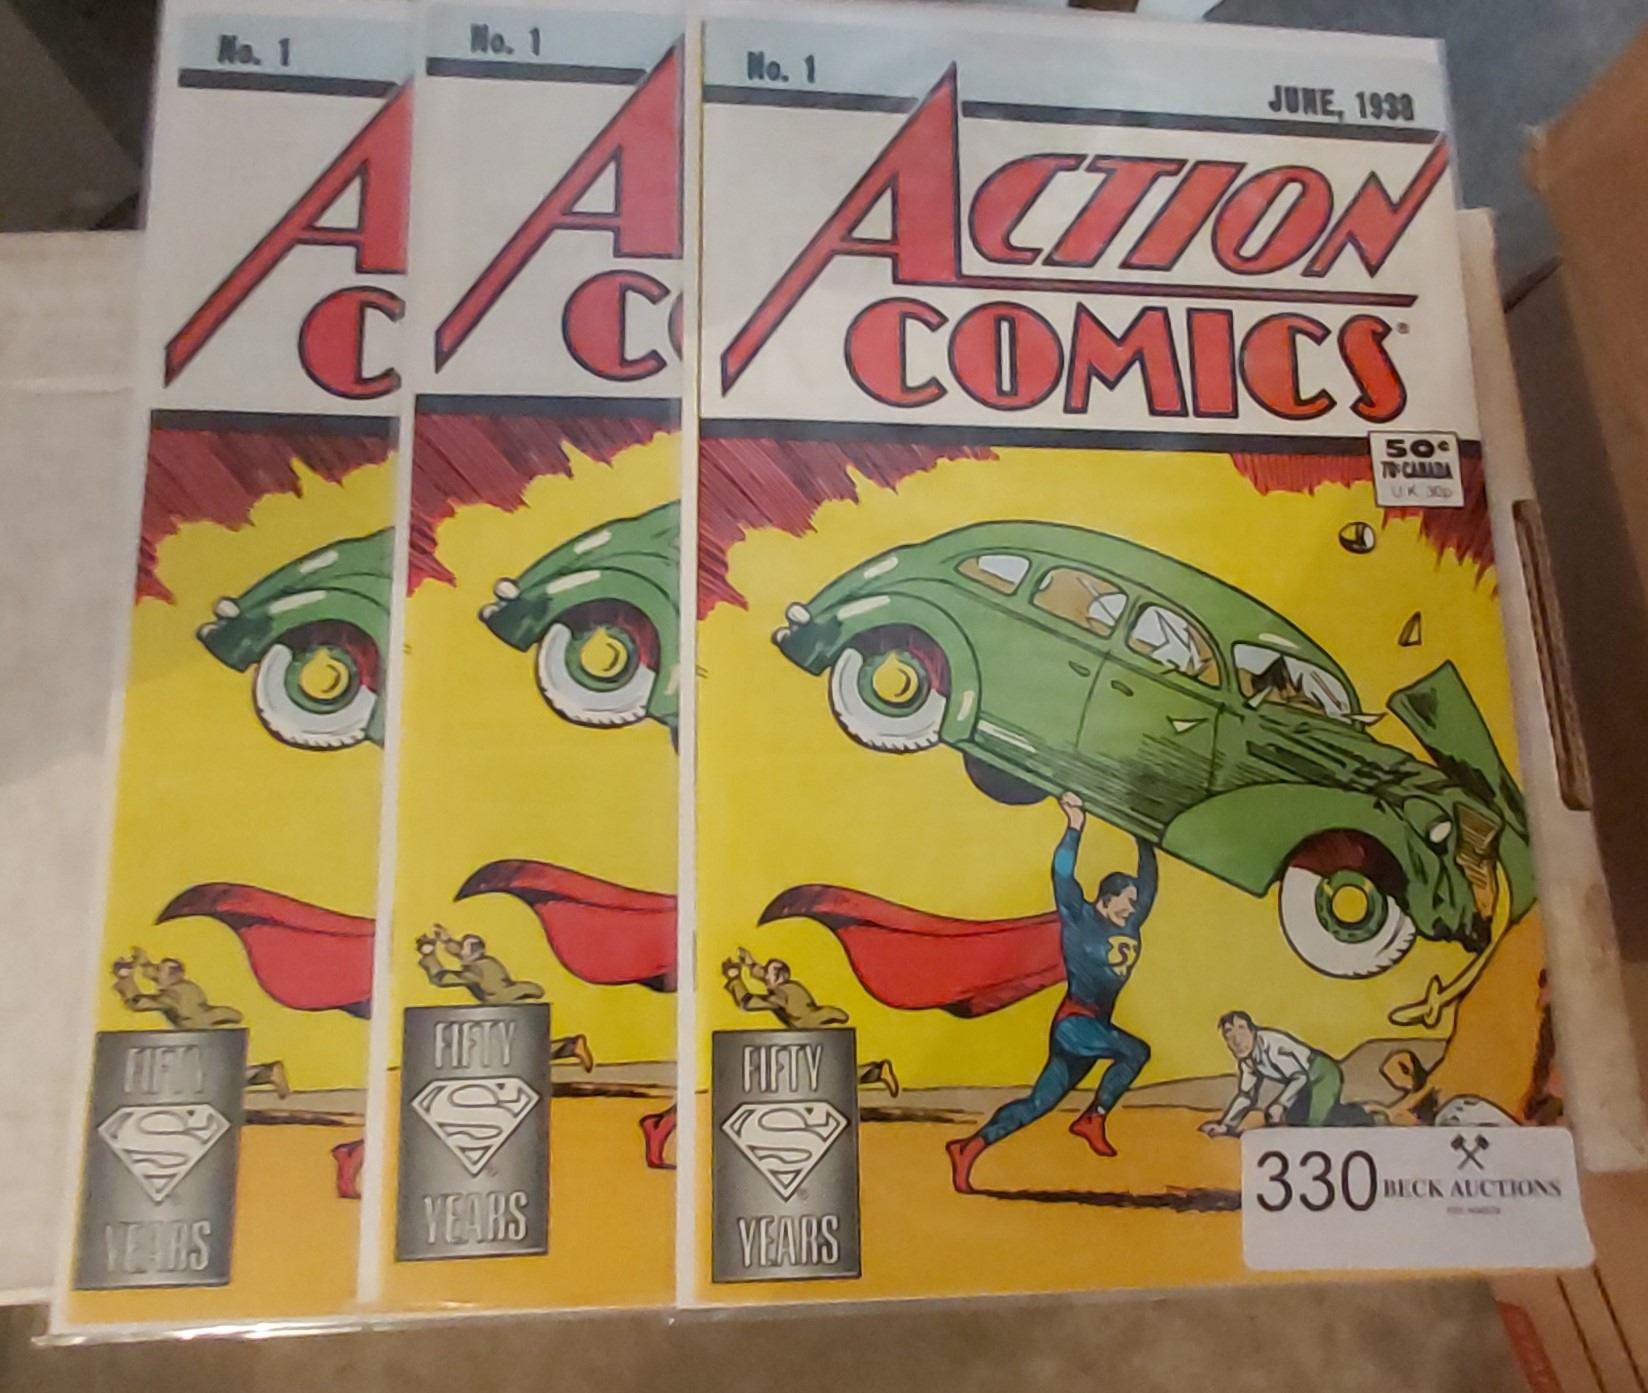 No. 1
A
C
FIFTY
S
YEARS
No. 1
A
CO
FIFTY
S
YEARS
No. 1
JUNE, 1938
ACTION
COMICS®
50¢
70¢ CANADA
U.K. 30p
S
FIFTY
S
YEARS
330 BECK AUCTIONS